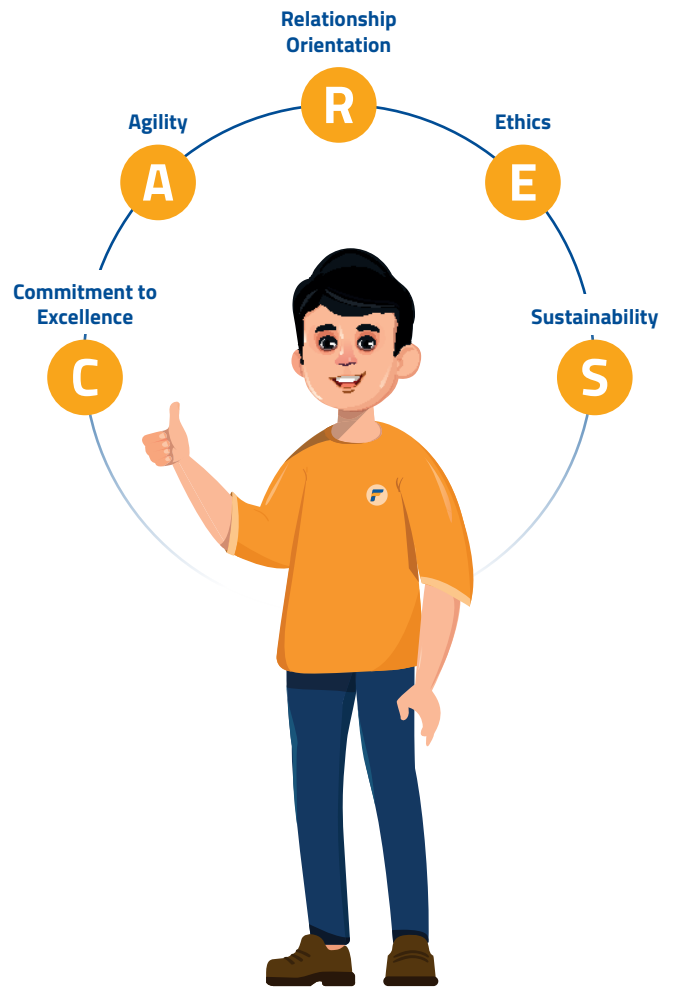 Relationship
Orientation
R
Agility
A
Ethics
E
Commitment to
Excellence
C
Sustainability
S
F